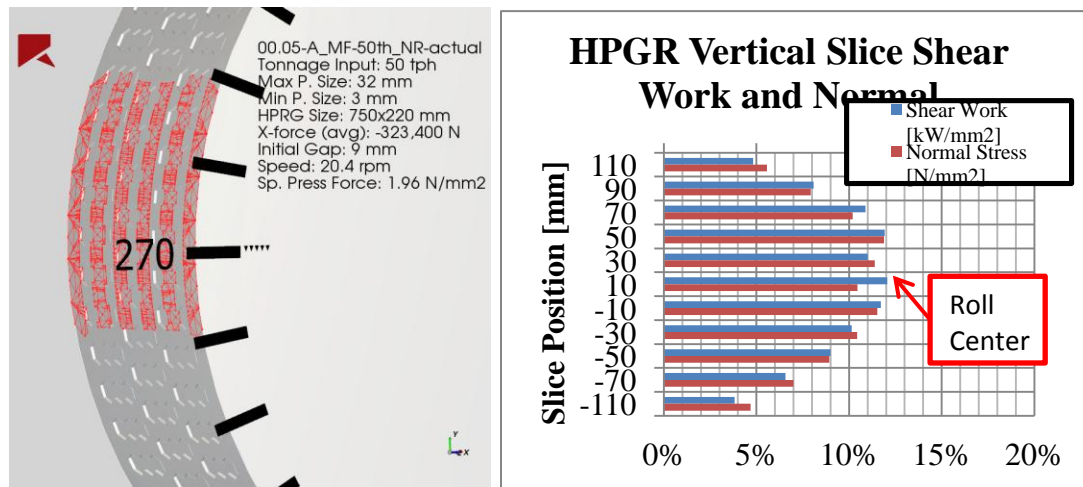 00.05-A_MF-50th_NR-actual
Tonnage Input: 50 tph
Max P. Size: 32 mm
Min P. Size: 3 mm
HPRG Size: 750x220 mm
X-force (avg): -323,400 N
Initial Gap: 9 mm
Speed: 20.4 rpm
Sp. Press Force: 1.96 N/mm2
270
Y
X
HPGR Vertical Slice Shear
Work and Normal
Shear Work
[kW/mm2]
Normal Stress
[N/mm2]
Slice Position [mm]
110
90
70
50
30
10
-10
-30
-50
-70
-110
Roll
Center
0%
5%
10%
15%
20%